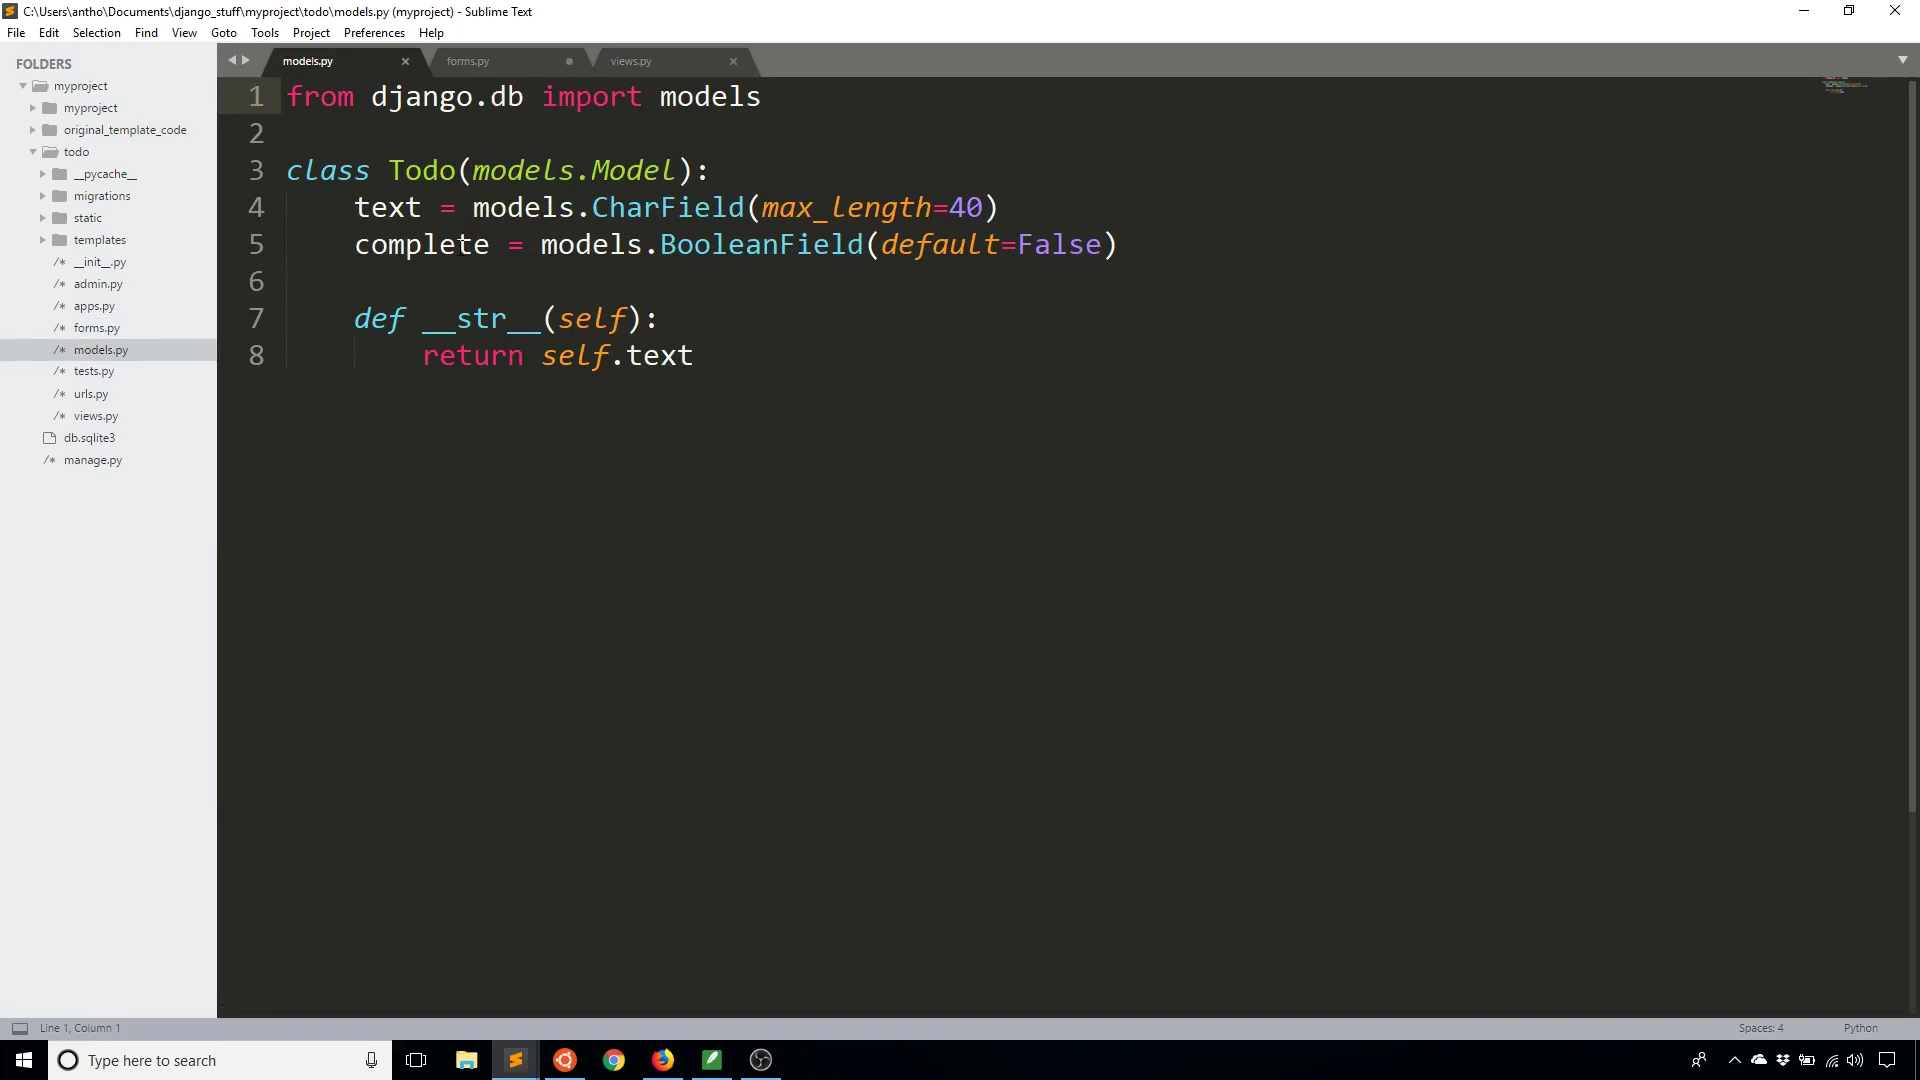 C:\Users\antho\Documents\django_stuff\myproject\todo\models.py (myproject) - Sublime Text
File Edit Selection Find View Goto Tools Project Preferences Help
FOLDERS
myproject
myproject
original_template_code
todo
__pycache__
migrations
static
templates
/* __init__.py
/* admin.py
/* apps.py
/* forms.py
/* models.py
/* tests.py
/* urls.py
/* views.py
db.sqlite3
/* manage.py
models.py forms.py views.py
1 from django.db import models
2
3 class Todo(models.Model):
4 text = models.CharField(max_length=40)
5 complete = models.BooleanField(default=False)
6
7 def __str__(self):
8 return self.text
Line 1, Column 1 Spaces: 4 Python
Type here to search